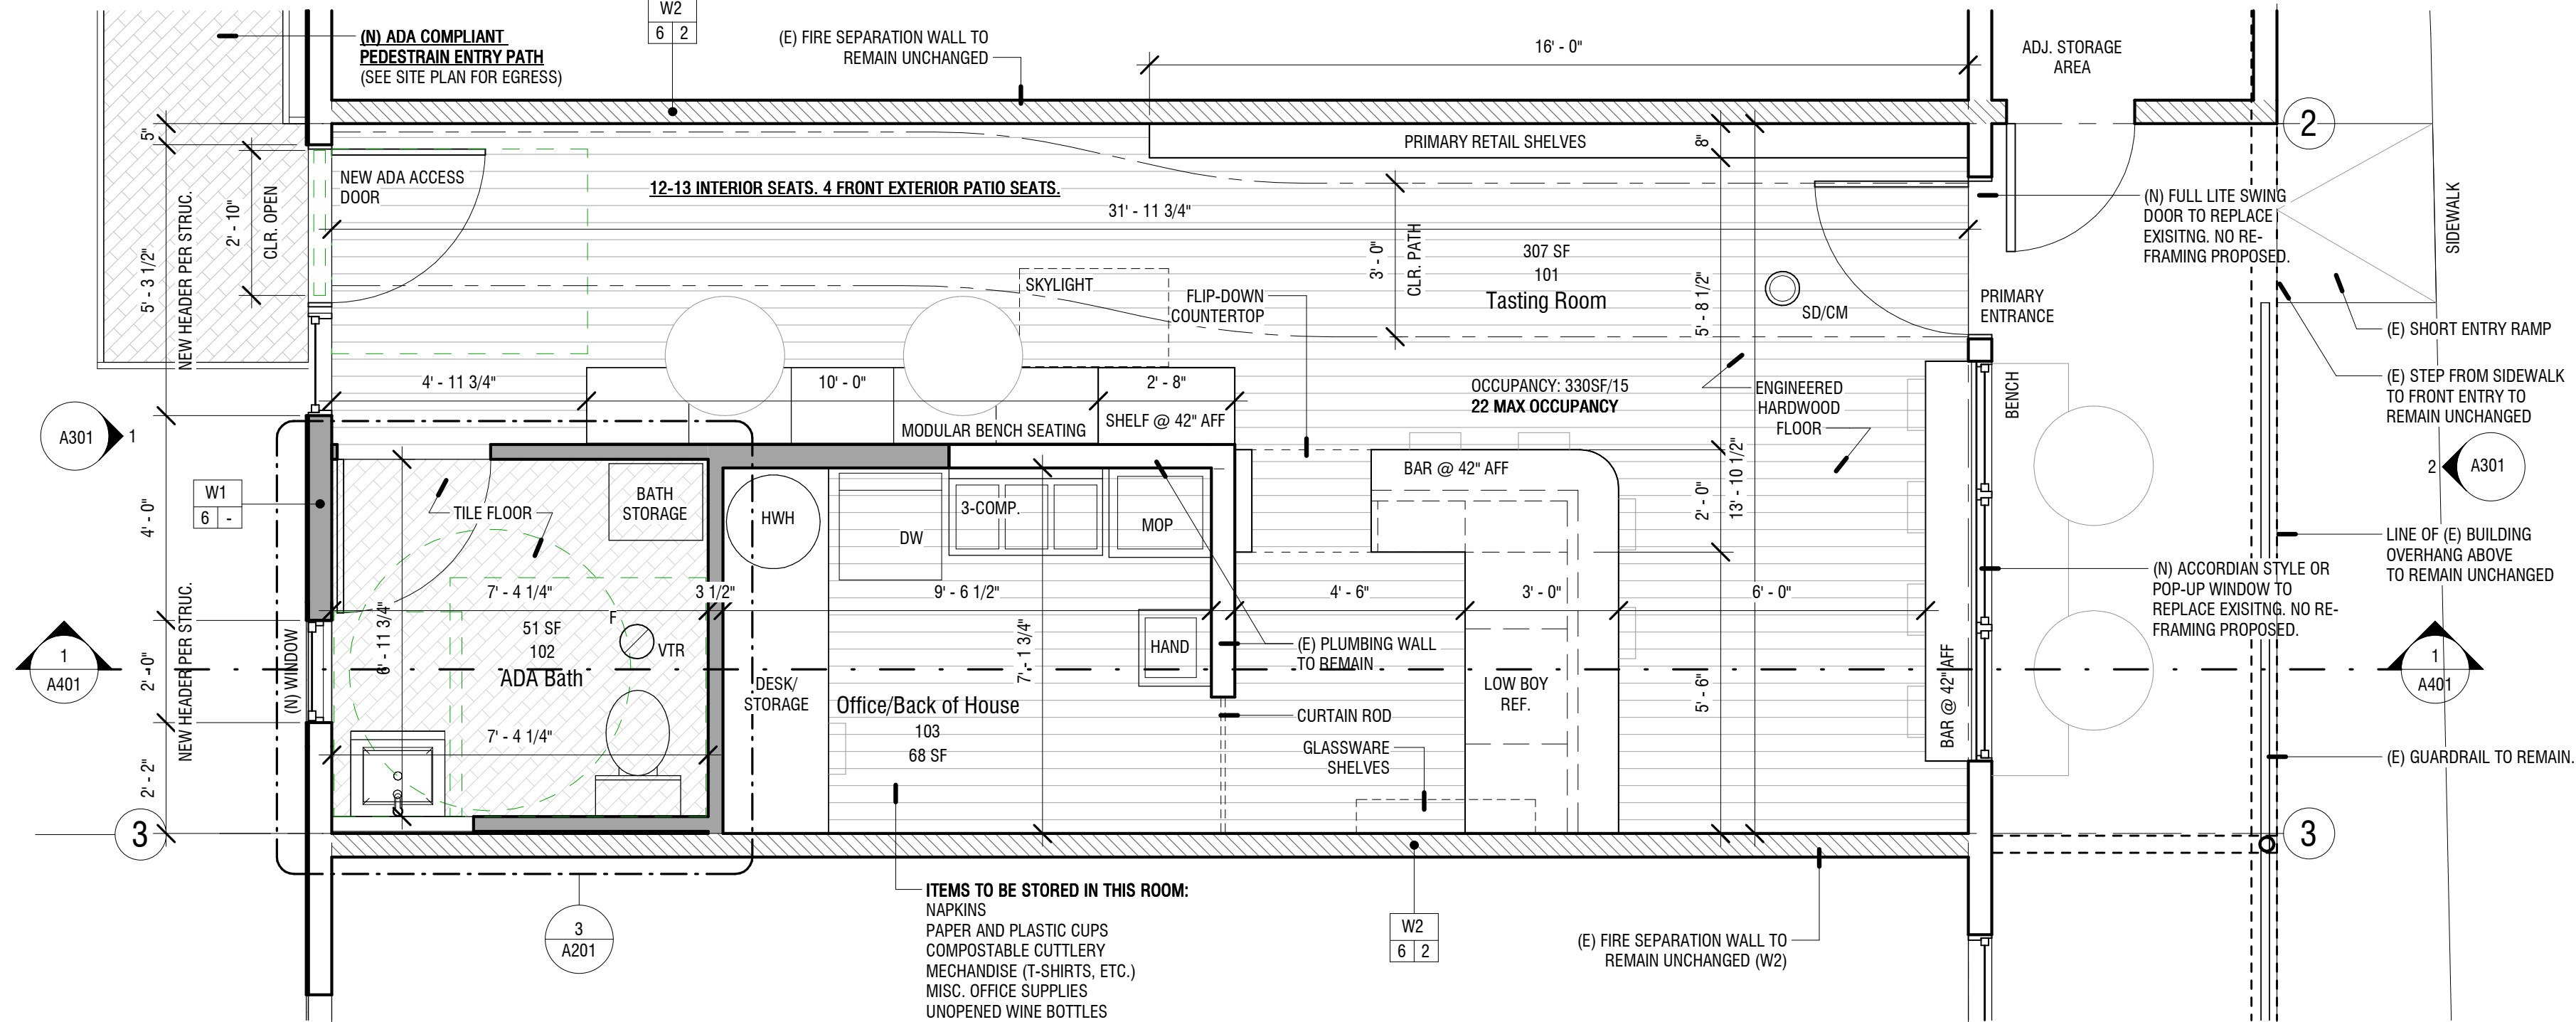 W2
6 2
(N) ADA COMPLIANT
PEDESTRAIN ENTRY PATH
(SEE SITE PLAN FOR EGRESS)
(E) FIRE SEPARATION WALL TO
REMAIN UNCHANGED
16' - 0"
ADJ. STORAGE
AREA
5"
2
PRIMARY RETAIL SHELVES
8"
NEW ADA ACCESS
DOOR
12-13 INTERIOR SEATS. 4 FRONT EXTERIOR PATIO SEATS.
31' - 11 3/4"
(N) FULL LITE SWING
DOOR TO REPLACE
EXISITNG. NO RE-
FRAMING PROPOSED.
SIDEWALK
5' - 3 1/2"
NEW HEADER PER STRUC.
2' - 10"
CLR. OPEN
3' - 0"
CLR. PATH
307 SF
101
Tasting Room
SKYLIGHT
FLIP-DOWN
COUNTERTOP
5' - 8 1/2"
SD/CM
PRIMARY
ENTRANCE
(E) SHORT ENTRY RAMP
4' - 11 3/4"
10' - 0"
2' - 8"
OCCUPANCY: 330SF/15
22 MAX OCCUPANCY
ENGINEERED
HARDWOOD
FLOOR
BENCH
(E) STEP FROM SIDEWALK
TO FRONT ENTRY TO
REMAIN UNCHANGED
MODULAR BENCH SEATING
SHELF @ 42" AFF
A301
1
2
A301
W1
6 -
4' - 0"
TILE FLOOR
BATH
STORAGE
HWH
DW
3-COMP.
MOP
BAR @ 42" AFF
2' - 0"
13' - 10 1/2"
LINE OF (E) BUILDING
OVERHANG ABOVE
TO REMAIN UNCHANGED
(N) ACCORDIAN STYLE OR
POP-UP WINDOW TO
REPLACE EXISITNG. NO RE-
FRAMING PROPOSED.
7' - 4 1/4"
3 1/2"
9' - 6 1/2"
4' - 6"
3' - 0"
6' - 0"
NEW HEADER PER STRUC.
2' - 0"
(N) WINDOW
6' - 11 3/4"
51 SF
102
ADA Bath
F
VTR
7' - 1 3/4"
HAND
(E) PLUMBING WALL
TO REMAIN
1
A401
1
A401
DESK/
STORAGE
Office/Back of House
103
68 SF
CURTAIN ROD
LOW BOY
REF.
5' - 6"
BAR @ 42"AFF
7' - 4 1/4"
GLASSWARE
SHELVES
(E) GUARDRAIL TO REMAIN.
2' - 2"
3
3
ITEMS TO BE STORED IN THIS ROOM:
NAPKINS
PAPER AND PLASTIC CUPS
COMPOSTABLE CUTTLERY
MECHANDISE (T-SHIRTS, ETC.)
MISC. OFFICE SUPPLIES
UNOPENED WINE BOTTLES
3
A201
W2
6 2
(E) FIRE SEPARATION WALL TO
REMAIN UNCHANGED (W2)